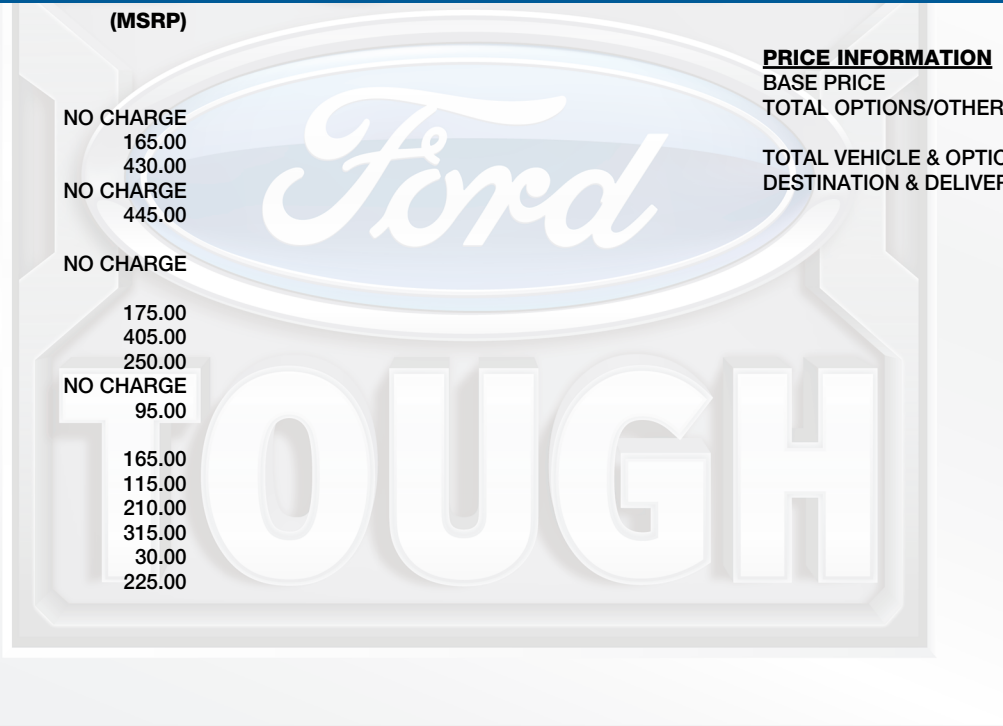 (MSRP)
NO CHARGE
165.00
430.00
NO CHARGE
445.00
NO CHARGE
175.00
405.00
250.00
NO CHARGE
95.00
165.00
115.00
210.00
315.00
30.00
225.00
PRICE INFORMATION
BASE PRICE
TOTAL OPTIONS/OTHER
TOTAL VEHICLE & OPTIO
DESTINATION & DELIVER
Ford
TOUGH